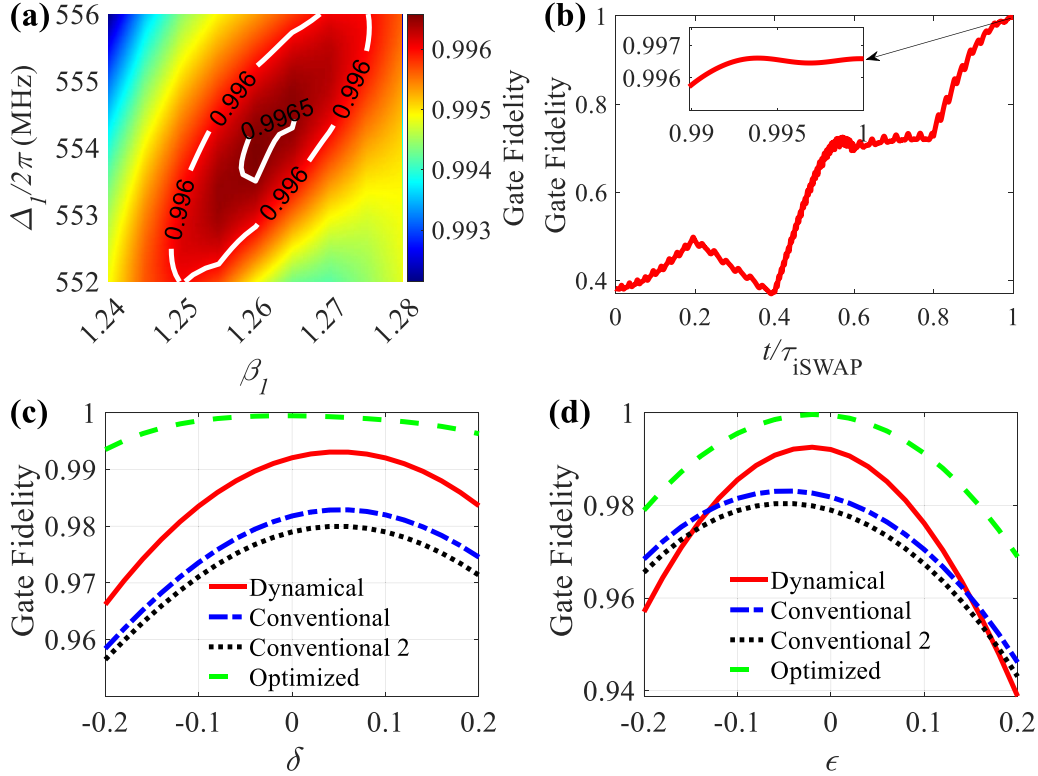 (a)
556
555
554
553
552
Δ1/2π (MHz)
1.24
1.25
1.26
1.27
1.28
β1
0.996
0.996
0.9965
0.996
0.996
0.996
0.995
0.994
0.993
Gate Fidelity
(b)
1
0.8
0.6
0.4
Gate Fidelity
0.997
0.996
0.99
0.995
1
0
0.2
0.4
0.6
0.8
1
t/τiSWAP
(c)
1
0.99
0.98
0.97
0.96
Gate Fidelity
Dynamical
Conventional
Conventional 2
Optimized
-0.2
-0.1
0
0.1
0.2
δ
(d)
1
0.98
0.96
0.94
Gate Fidelity
Dynamical
Conventional
Conventional 2
Optimized
-0.2
-0.1
0
0.1
0.2
ϵ